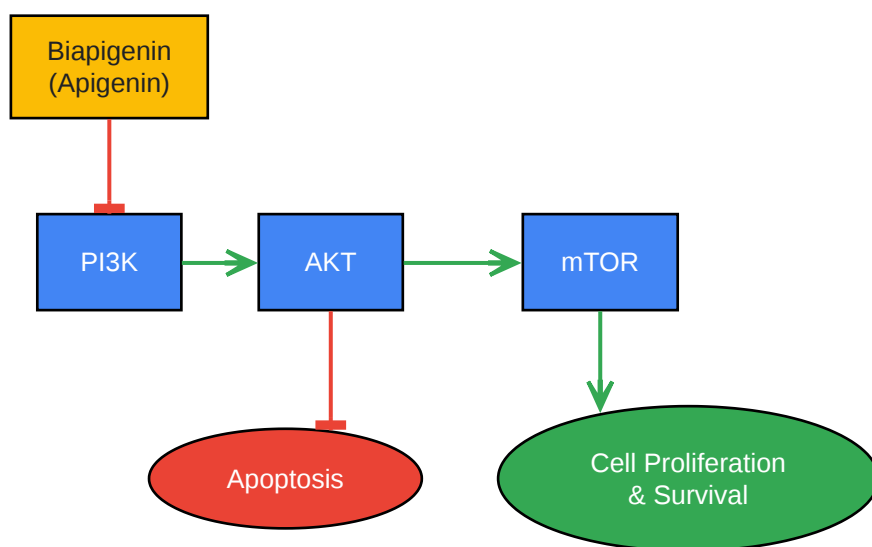 Biapigenin
(Apigenin)
PI3K
AKT
mTOR
Apoptosis
Cell Proliferation
& Survival